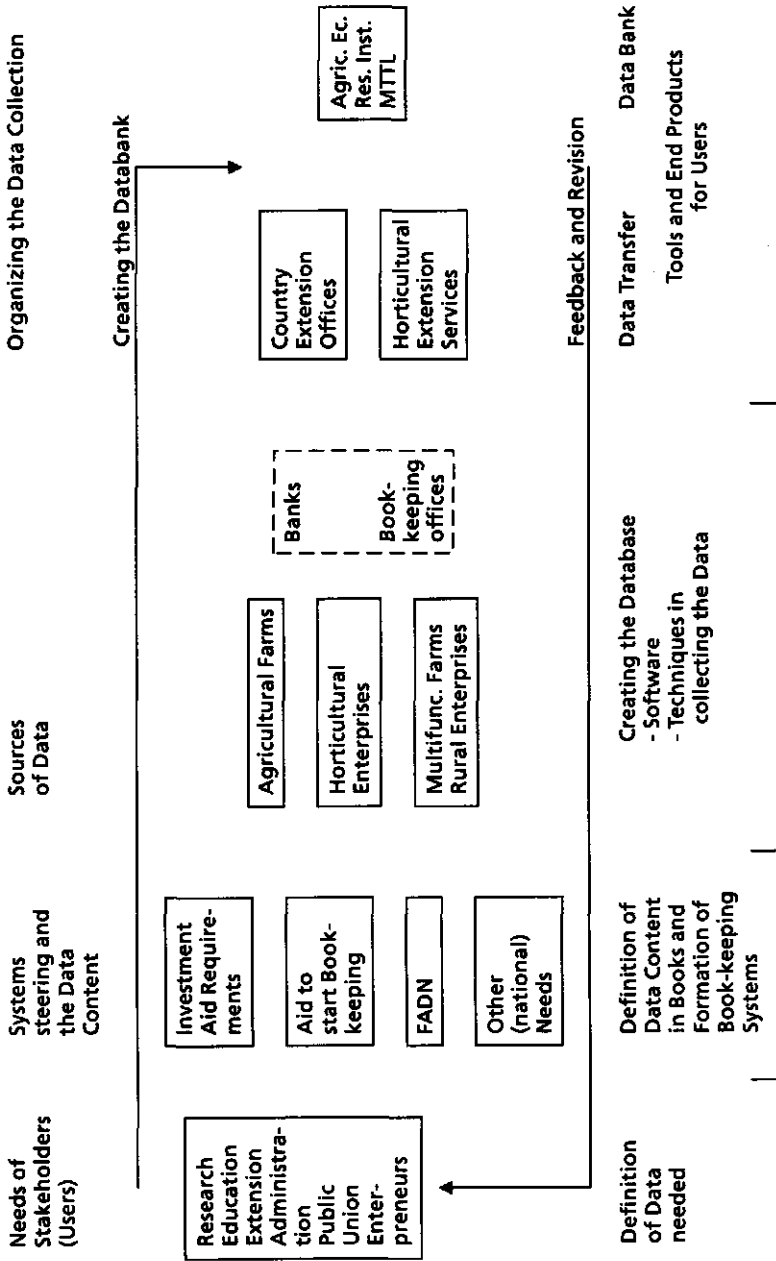 Needs of
Stakeholders
(Users)
Systems
steering and
the Data
Content
Sources
of Data
Organizing the Data Collection
Creating the Databank
Research
Education
Extension
Administra-
tion
Public
Union
Enter-
preneurs
Investment
Aid Require-
ments
Aid to
start Book-
keeping
FADN
Other
(national)
Needs
Agricultural Farms
Horticultural
Enterprises
Multifunc. Farms
Rural Enterprises
Banks
Book-
keeping
offices
Country
Extension
Offices
Horticultural
Extension
Services
Agric. Ec.
Res. Inst.
MTTL
Feedback and Revision
Definition
of Data
needed
Definition of
Data Content
in Books and
Formation of
Book-keeping
Systems
Creating the Database
- Software
- Techniques in
collecting the Data
Data Transfer
Data Bank
Tools and End Products
for Users